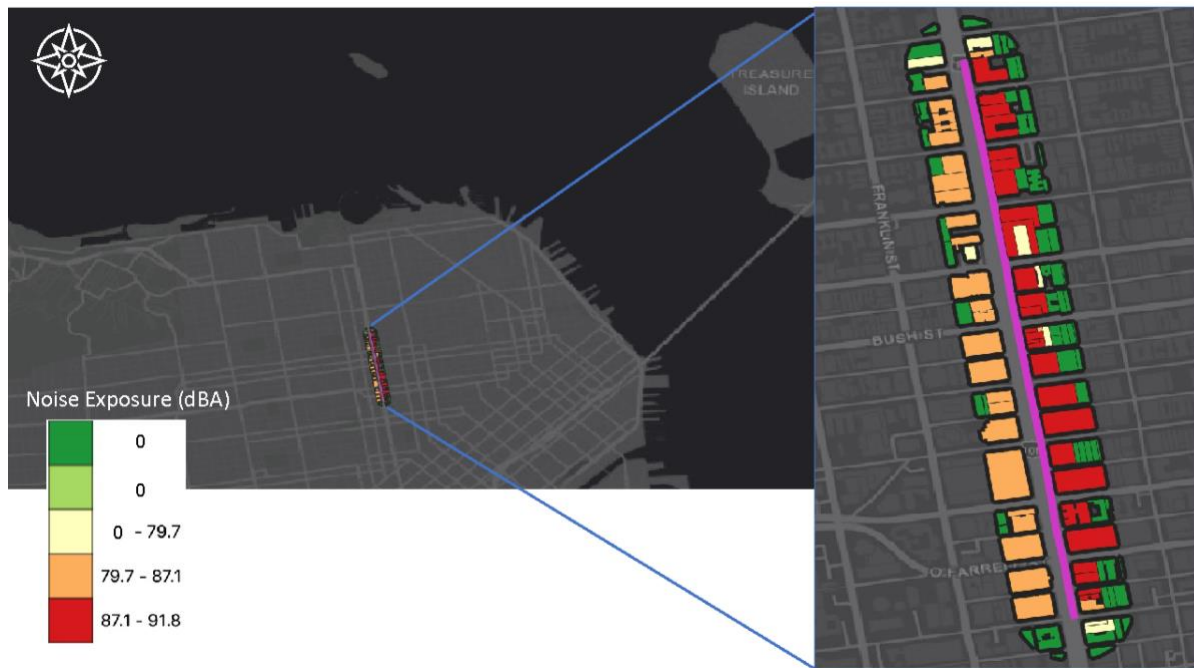 TREASURE
ISLAND
Noise Exposure (dBA)
0
0
0 - 79.7
79.7 - 87.1
87.1 - 91.8
FRANKLIN ST
BUSH ST
O'FARRELL